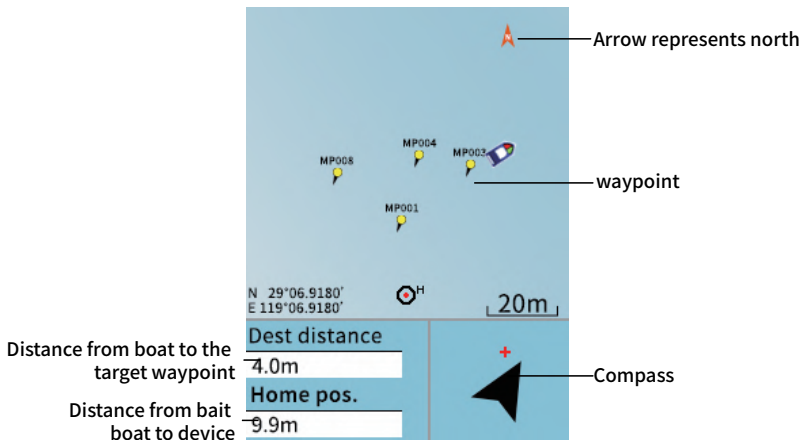 N
Arrow represents north
MP004
MP003
MP008
waypoint
MP001
H
N 29°06.9180'
E 119°06.9180'
20m
Dest distance
Distance from boat to the
target waypoint
4.0m
Compass
Home pos.
Distance from bait
boat to device
9.9m